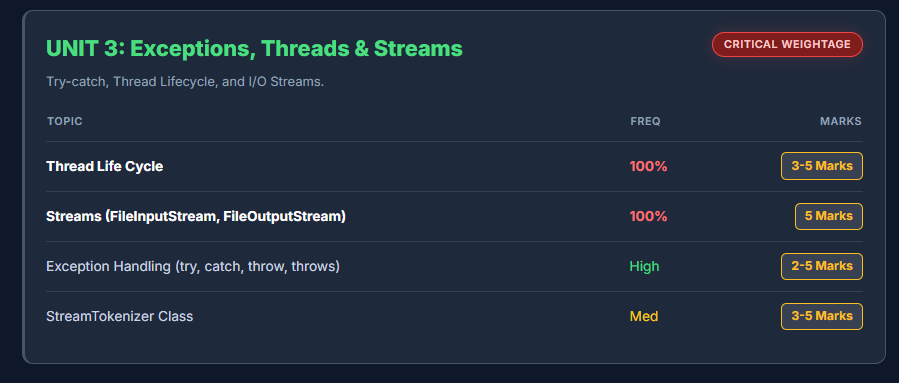 UNIT 3: Exceptions, Threads & Streams
CRITICAL WEIGHTAGE
Try-catch, Thread Lifecycle, and I/O Streams.
TOPIC FREQ MARKS
Thread Life Cycle 100% 3-5 Marks
Streams (FileInputStream, FileOutputStream) 100% 5 Marks
Exception Handling (try, catch, throw, throws) High 2-5 Marks
StreamTokenizer Class Med 3-5 Marks